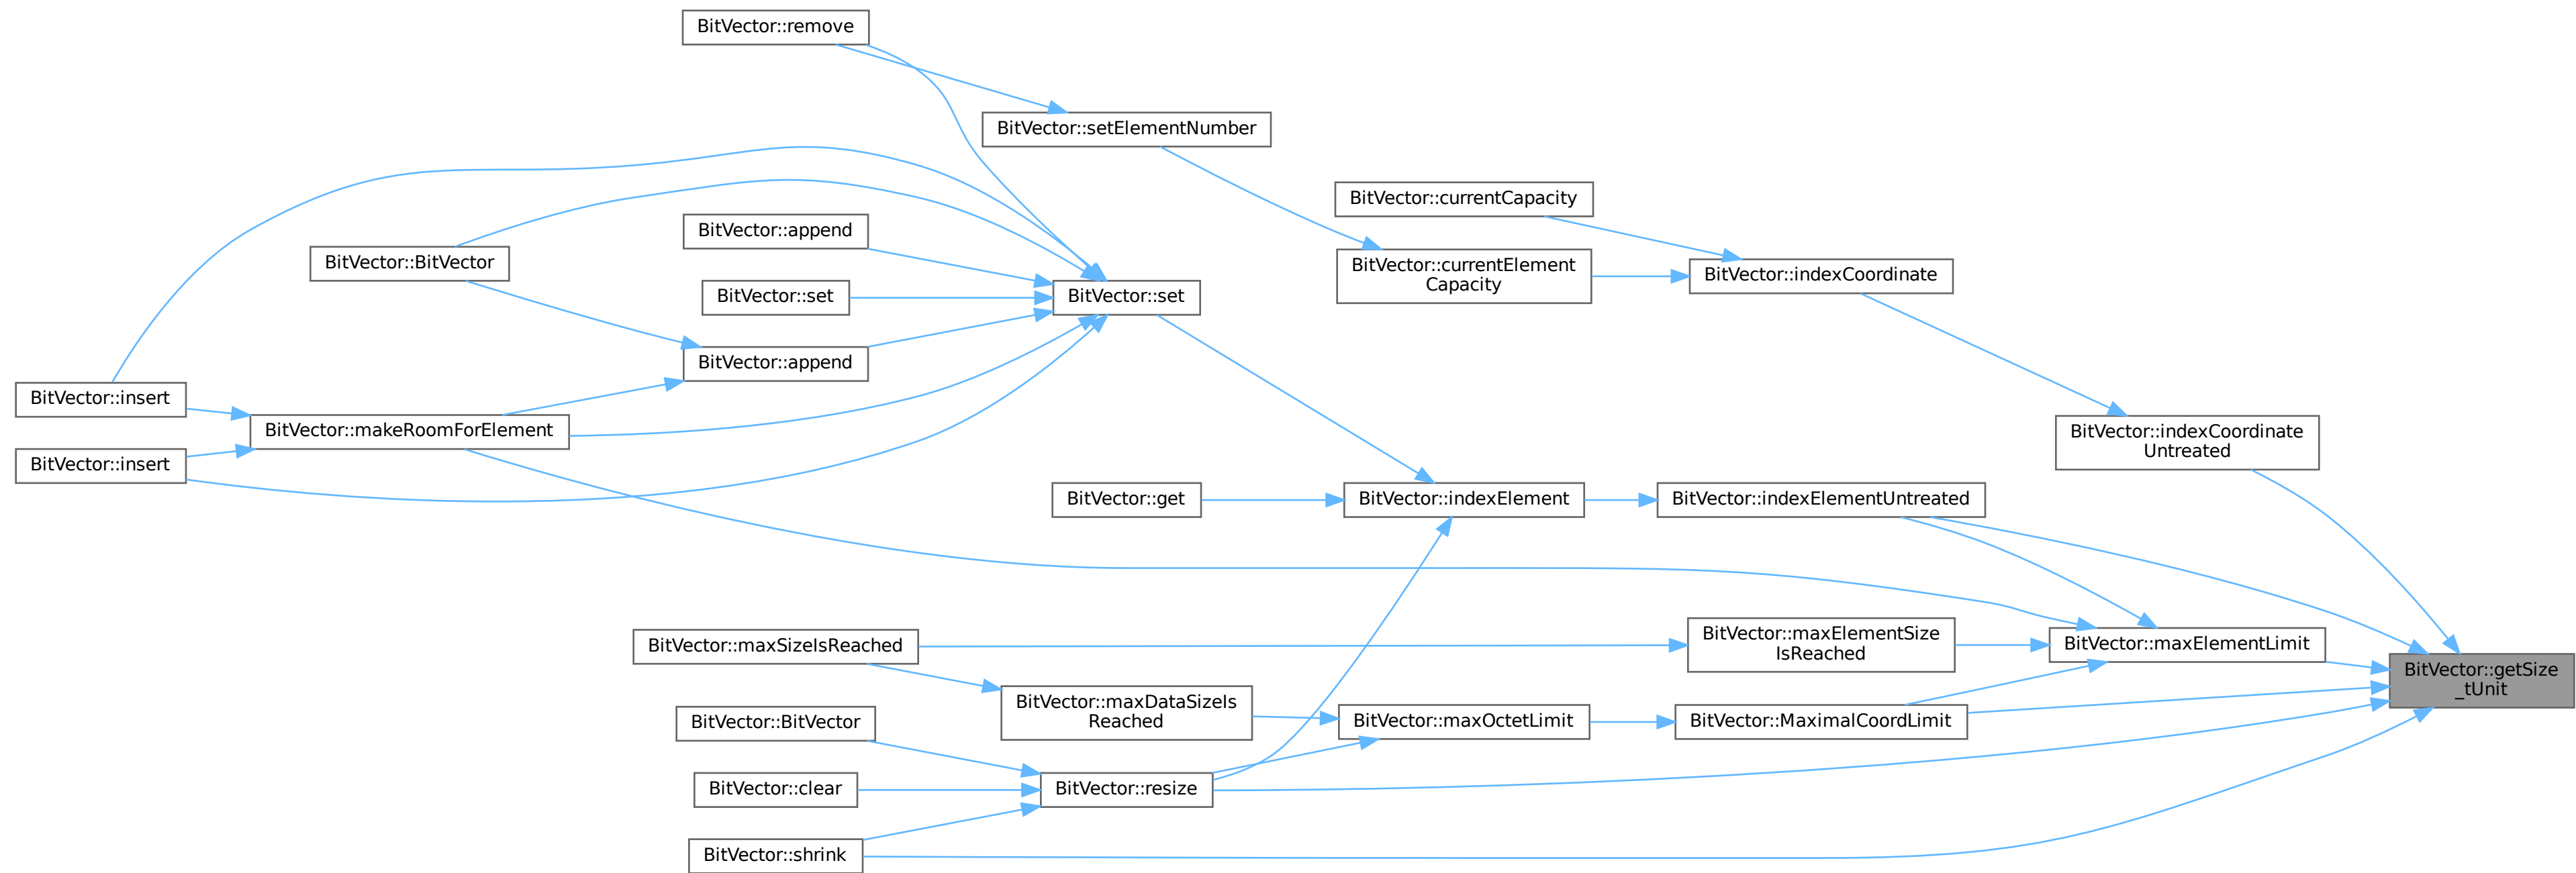 BitVector::remove
BitVector::setElementNumber
BitVector::currentCapacity
BitVector::append
BitVector::BitVector
BitVector::currentElement
Capacity
BitVector::indexCoordinate
BitVector::set
BitVector::set
BitVector::append
BitVector::insert
BitVector::makeRoomForElement
BitVector::indexCoordinate
Untreated
BitVector::insert
BitVector::get
BitVector::indexElement
BitVector::indexElementUntreated
BitVector::maxSizeIsReached
BitVector::maxElementSize
IsReached
BitVector::maxElementLimit
BitVector::getSize
_tUnit
BitVector::maxDataSizeIs
Reached
BitVector::BitVector
BitVector::maxOctetLimit
BitVector::MaximalCoordLimit
BitVector::clear
BitVector::resize
BitVector::shrink